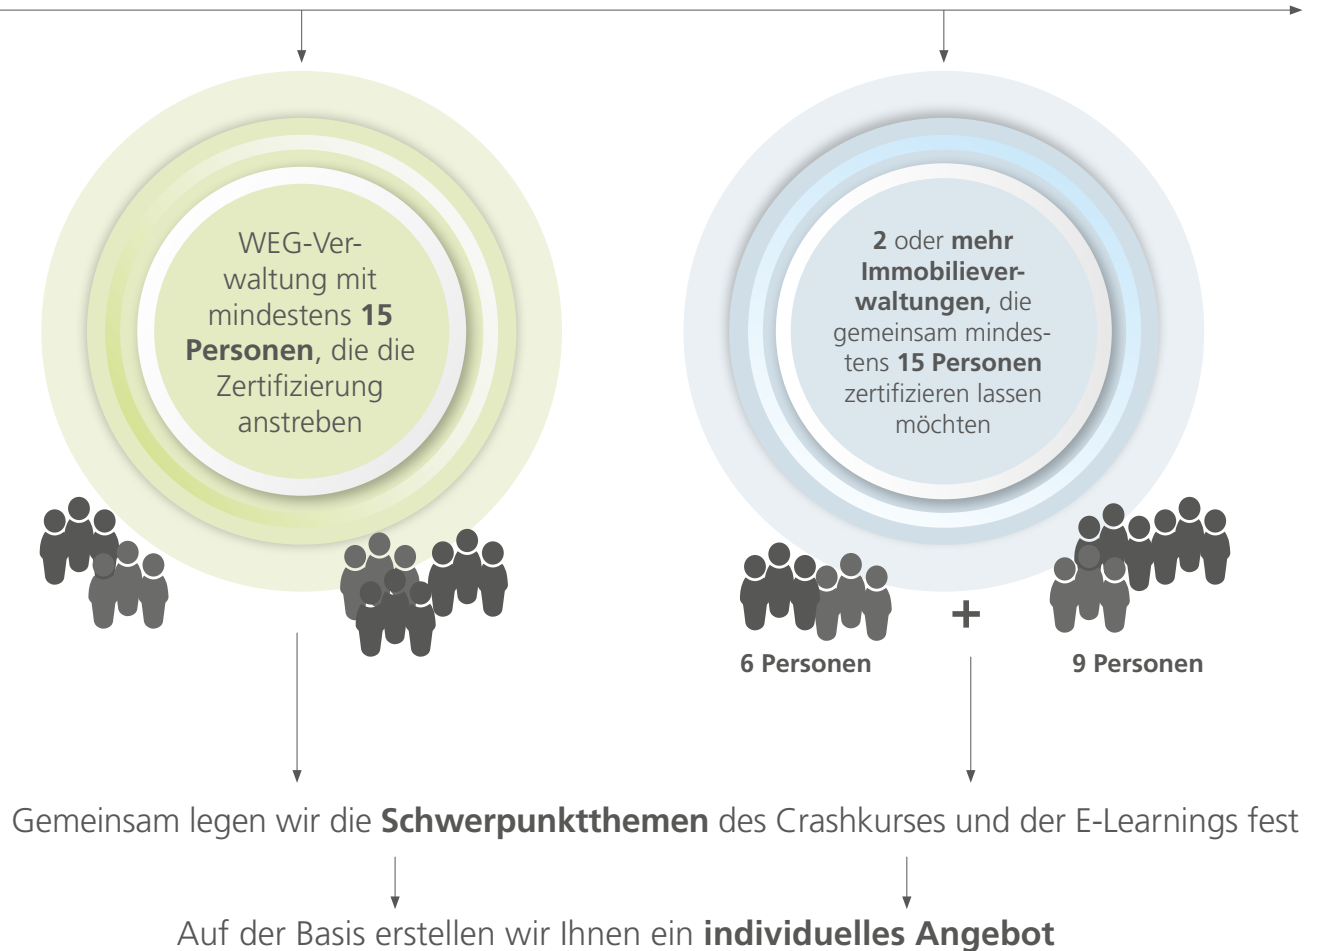 WEG-Ver-
waltung mit
mindestens 15
Personen, die die
Zertifizierung
anstreben
2 oder mehr
Immobiliever-
waltungen, die
gemeinsam mindes-
tens 15 Personen
zertifizieren lassen
möchten
+
6 Personen
9 Personen
Gemeinsam legen wir die Schwerpunktthemen des Crashkurses und der E-Learnings fest
Auf der Basis erstellen wir Ihnen ein individuelles Angebot